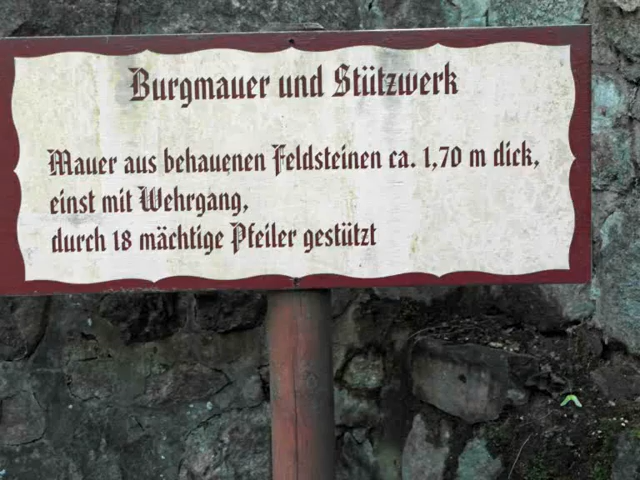 Burgmauer und Stützwerk
Mauer aus behauenen Feldsteinen ca. 1,70 m dick,
einst mit Wehrgang,
durch 18 mächtige Pfeiler gestützt